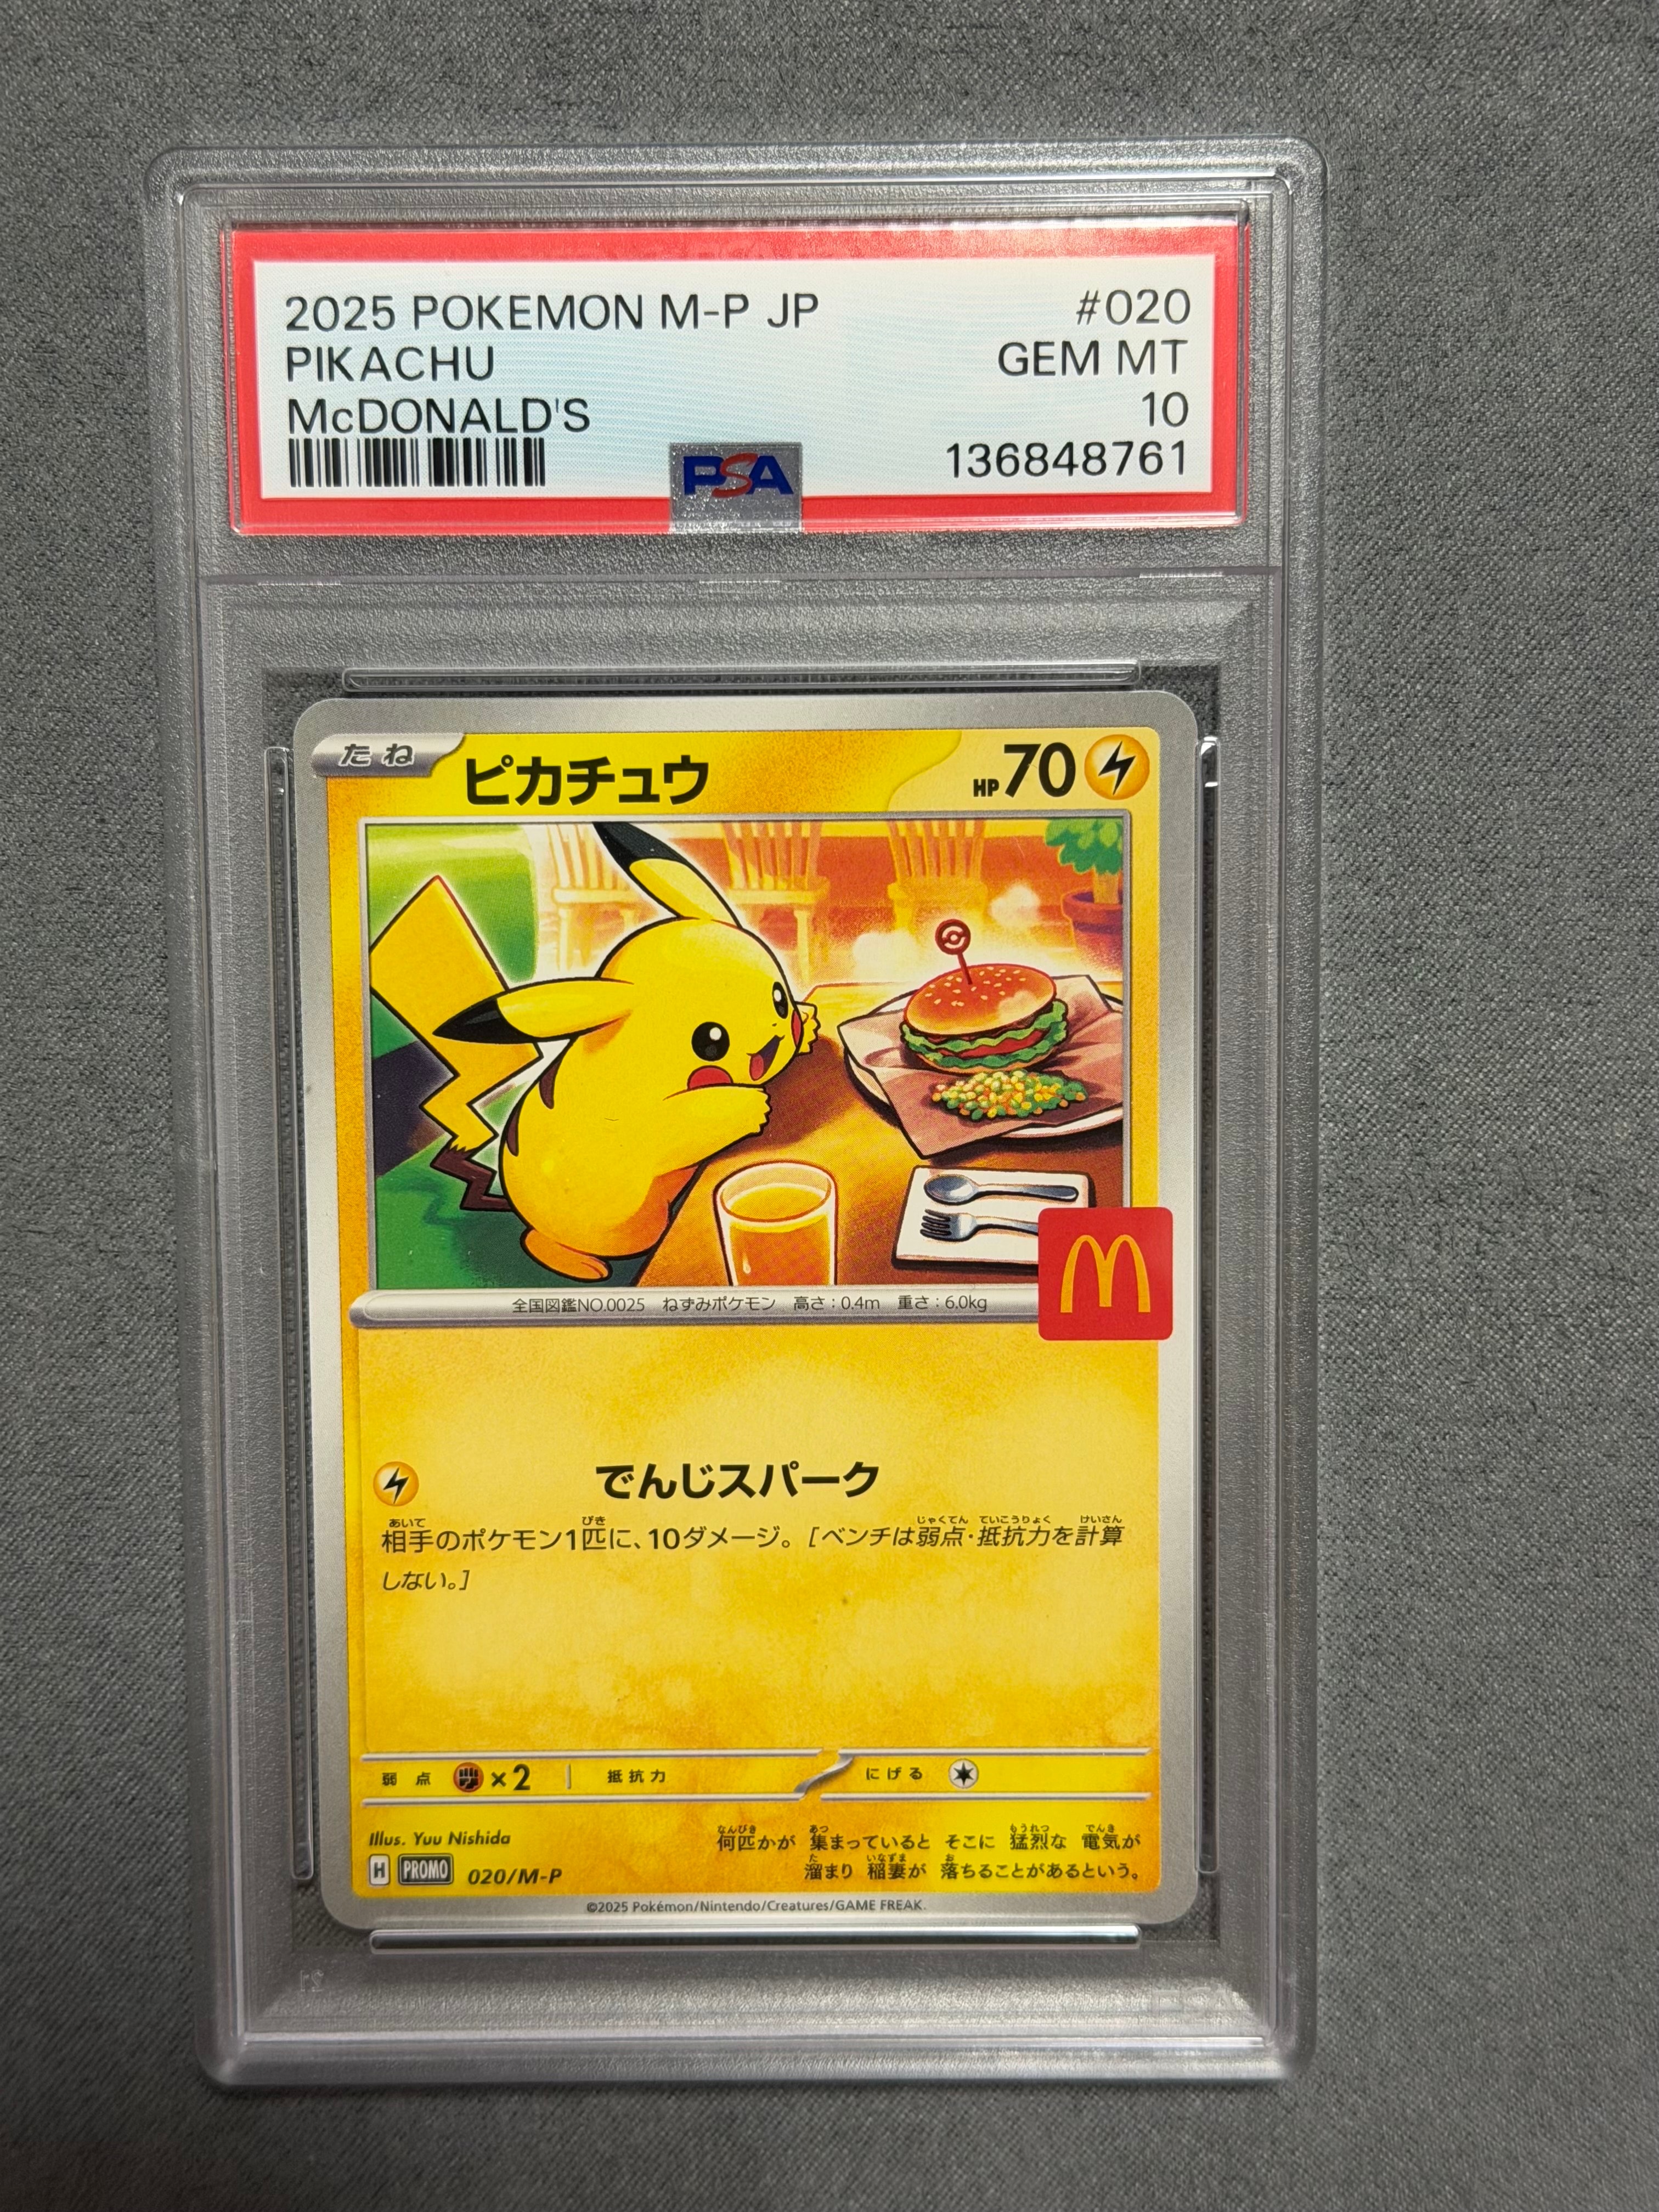 2025 POKEMON M-P JP #020
PIKACHU GEM MT
McDONALD'S 10
PSA 136848761
たね ピカチュウ HP70
全国図鑑NO.0025 ねずみポケモン 高さ:0.4m 重さ:6.0kg
でんじスパーク
相手のポケモン1匹に、10ダメージ。[ベンチは弱点・抵抗力を計算
しない。]
弱点 ×2 抵抗力 にげる
Illus. Yuu Nishida
何匹かが 集まっていると そこに 猛烈な 電気が
溜まり 稲妻が 落ちることがあるという。
H PROMO 020/M-P
©2025 Pokémon/Nintendo/Creatures/GAME FREAK.